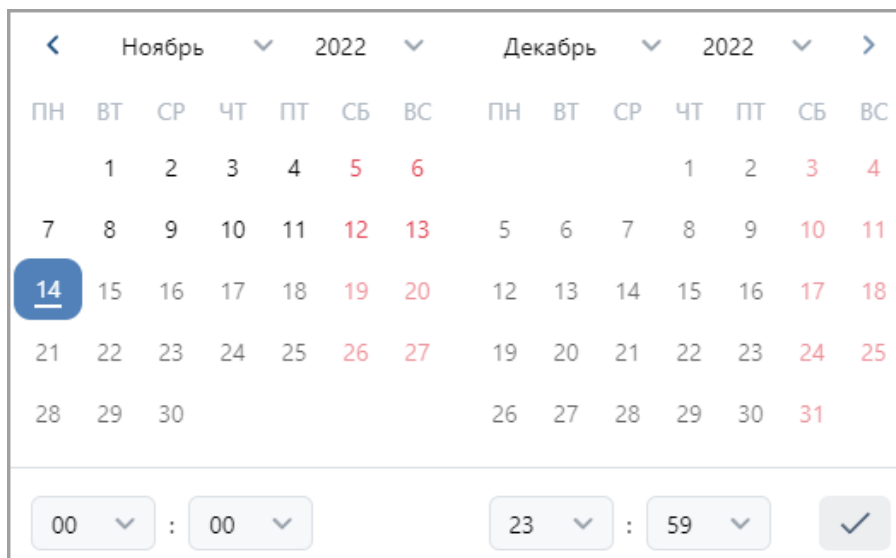 Ноябрь 2022 Декабрь 2022
ПН ВТ СР ЧТ ПТ СБ ВС ПН ВТ СР ЧТ ПТ СБ ВС
1 2 3 4 5 6 1 2 3 4
7 8 9 10 11 12 13 5 6 7 8 9 10 11
14 15 16 17 18 19 20 12 13 14 15 16 17 18
21 22 23 24 25 26 27 19 20 21 22 23 24 25
28 29 30 26 27 28 29 30 31
00 : 00 23 : 59